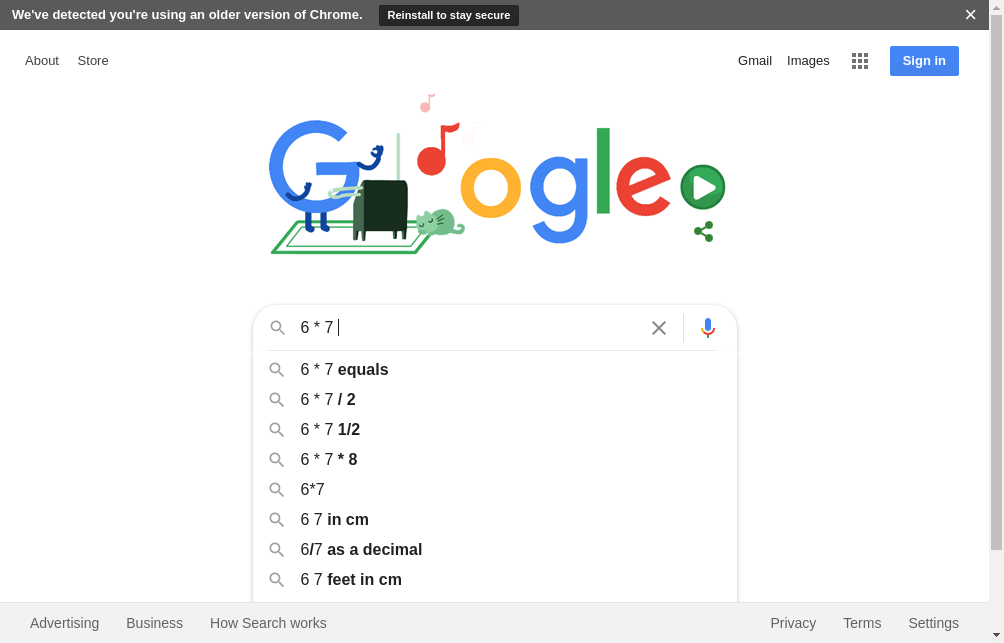 We've detected you're using an older version of Chrome. Reinstall to stay secure
About Store Gmail Images Sign in
Google
6 * 7
6 * 7 equals
6 * 7 / 2
6 * 7 1/2
6 * 7 * 8
6*7
6 7 in cm
6/7 as a decimal
6 7 feet in cm
Advertising Business How Search works Privacy Terms Settings